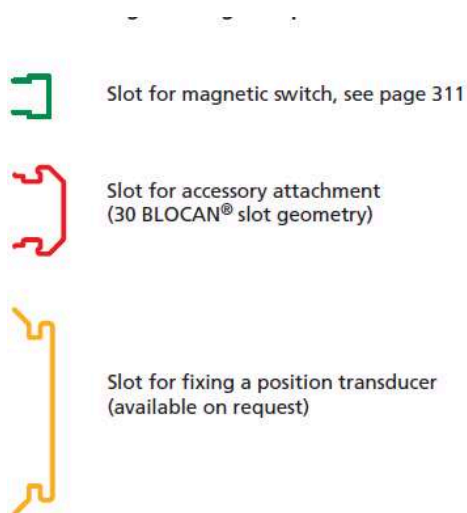 Slot for magnetic switch, see page 311
Slot for accessory attachment
(30 BLOCAN® slot geometry)
Slot for fixing a position transducer
(available on request)